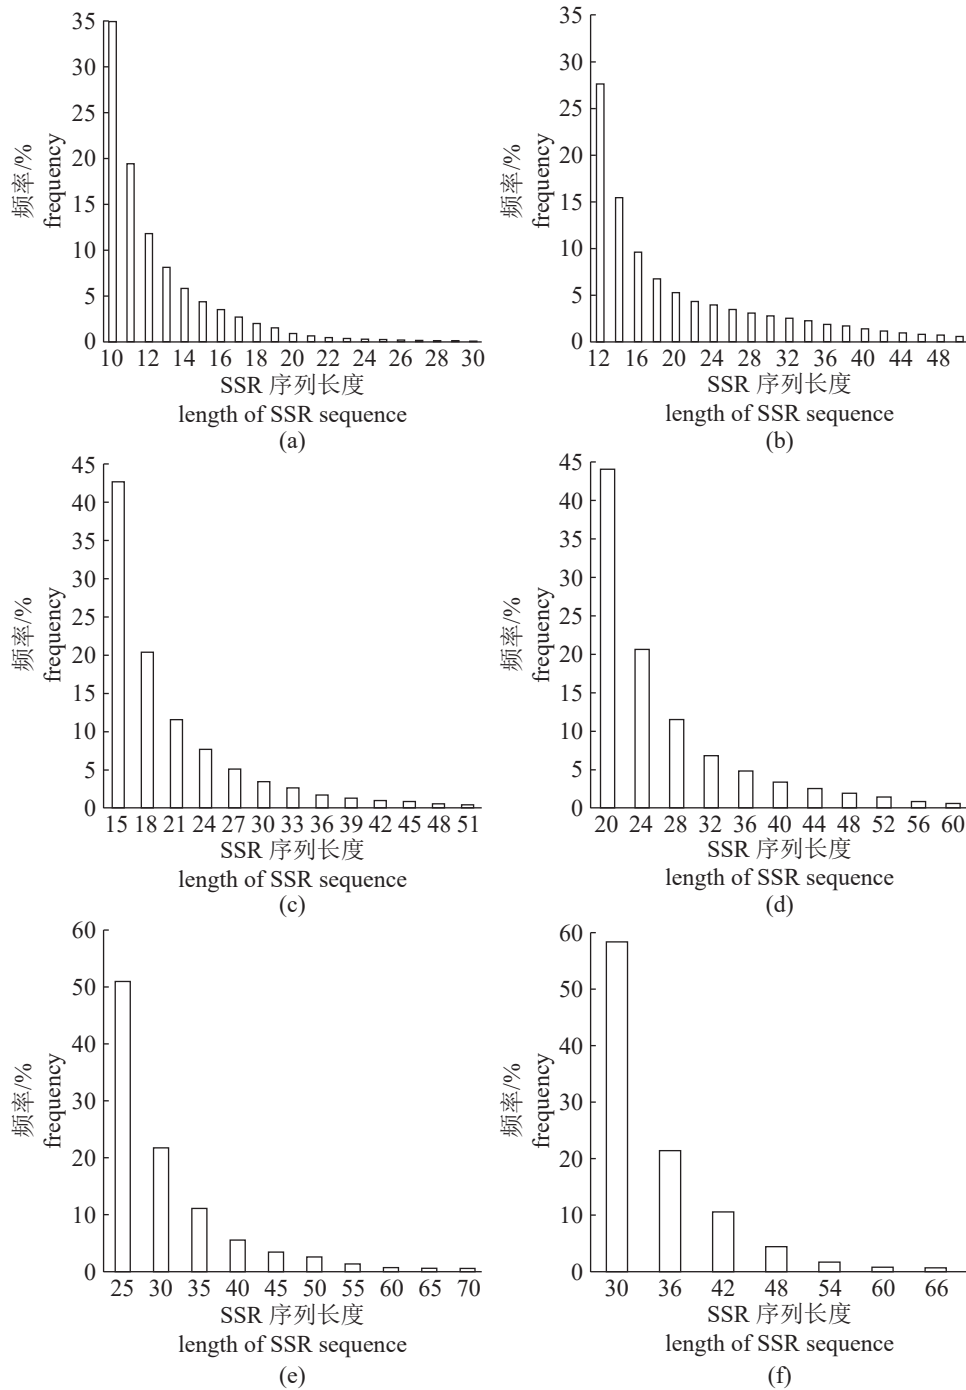 35
30
25
20
15
10
5
0
频率/%
frequency
10 12 14 16 18 20 22 24 26 28 30
SSR 序列长度
length of SSR sequence
(a)
35
30
25
20
15
10
5
0
频率/%
frequency
12 16 20 24 28 32 36 40 44 48
SSR 序列长度
length of SSR sequence
(b)
45
40
35
30
25
20
15
10
5
0
频率/%
frequency
15 18 21 24 27 30 33 36 39 42 45 48 51
SSR 序列长度
length of SSR sequence
(c)
45
40
35
30
25
20
15
10
5
0
频率/%
frequency
20 24 28 32 36 40 44 48 52 56 60
SSR 序列长度
length of SSR sequence
(d)
60
50
40
30
20
10
0
频率/%
frequency
25 30 35 40 45 50 55 60 65 70
SSR 序列长度
length of SSR sequence
(e)
60
50
40
30
20
10
0
频率/%
frequency
30 36 42 48 54 60 66
SSR 序列长度
length of SSR sequence
(f)